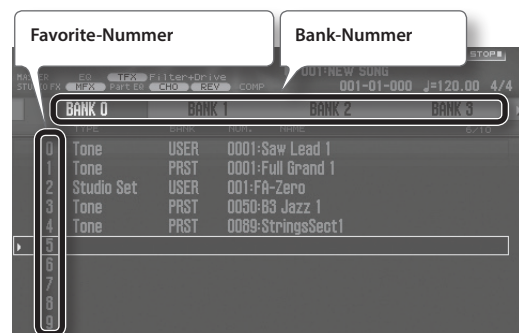 Favorite-Nummer
Bank-Nummer
STOP
EQ TFX Filter+Drive
001:NEW SONG
STUDIO FX MFX Part EQ CHO REV COMP
001-01-000 ♩=120.00 4/4
BANK 0 BANK 1 BANK 2 BANK 3
TYPE BANK NUM. NAME 6/10
0 Tone USER 0001:Saw Lead 1
1 Tone PRST 0001:Full Grand 1
2 Studio Set USER 001:FA-Zero
3 Tone PRST 0050:B3 Jazz 1
4 Tone PRST 0089:StringsSect1
5
6
7
8
9